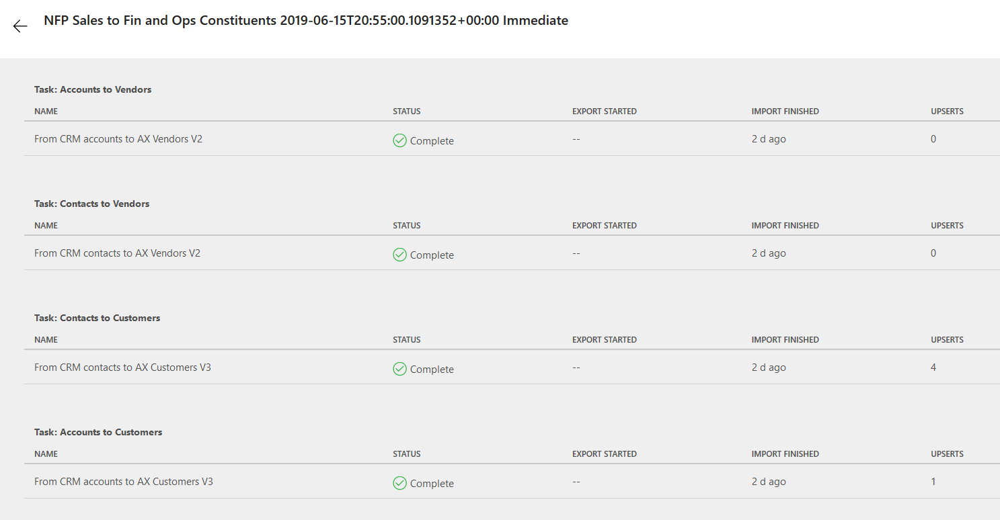 NFP Sales to Fin and Ops Constituents 2019-06-15T20:55:00.1091352+00:00 Immediate
Task: Accounts to Vendors
NAME STATUS EXPORT STARTED IMPORT FINISHED UPSERTS
From CRM accounts to AX Vendors V2 Complete -- 2 d ago 0
Task: Contacts to Vendors
NAME STATUS EXPORT STARTED IMPORT FINISHED UPSERTS
From CRM contacts to AX Vendors V2 Complete -- 2 d ago 0
Task: Contacts to Customers
NAME STATUS EXPORT STARTED IMPORT FINISHED UPSERTS
From CRM contacts to AX Customers V3 Complete -- 2 d ago 4
Task: Accounts to Customers
NAME STATUS EXPORT STARTED IMPORT FINISHED UPSERTS
From CRM accounts to AX Customers V3 Complete -- 2 d ago 1